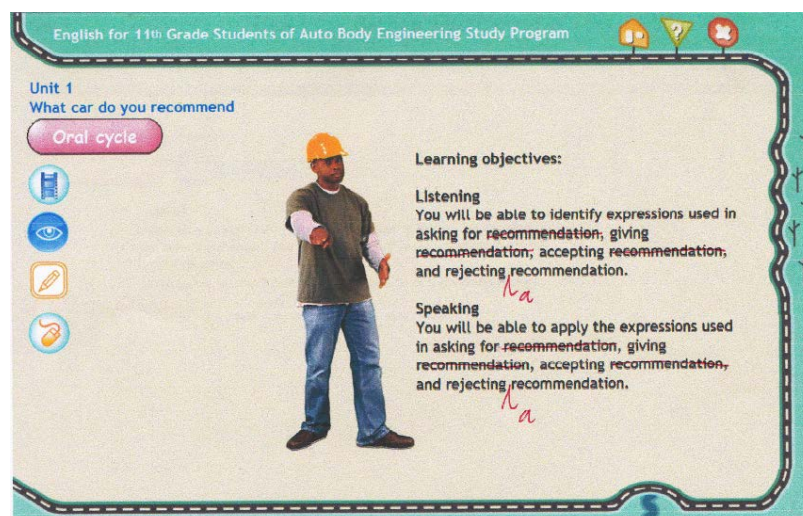 English for 11th Grade Students of Auto Body Engineering Study Program
Unit 1
What car do you recommend
Oral cycle
Learning objectives:
Listening
You will be able to identify expressions used in
asking for recommendation, giving
recommendation, accepting recommendation,
and rejecting recommendation.
a
Speaking
You will be able to apply the expressions used
in asking for recommendation, giving
recommendation, accepting recommendation,
and rejecting recommendation.
a